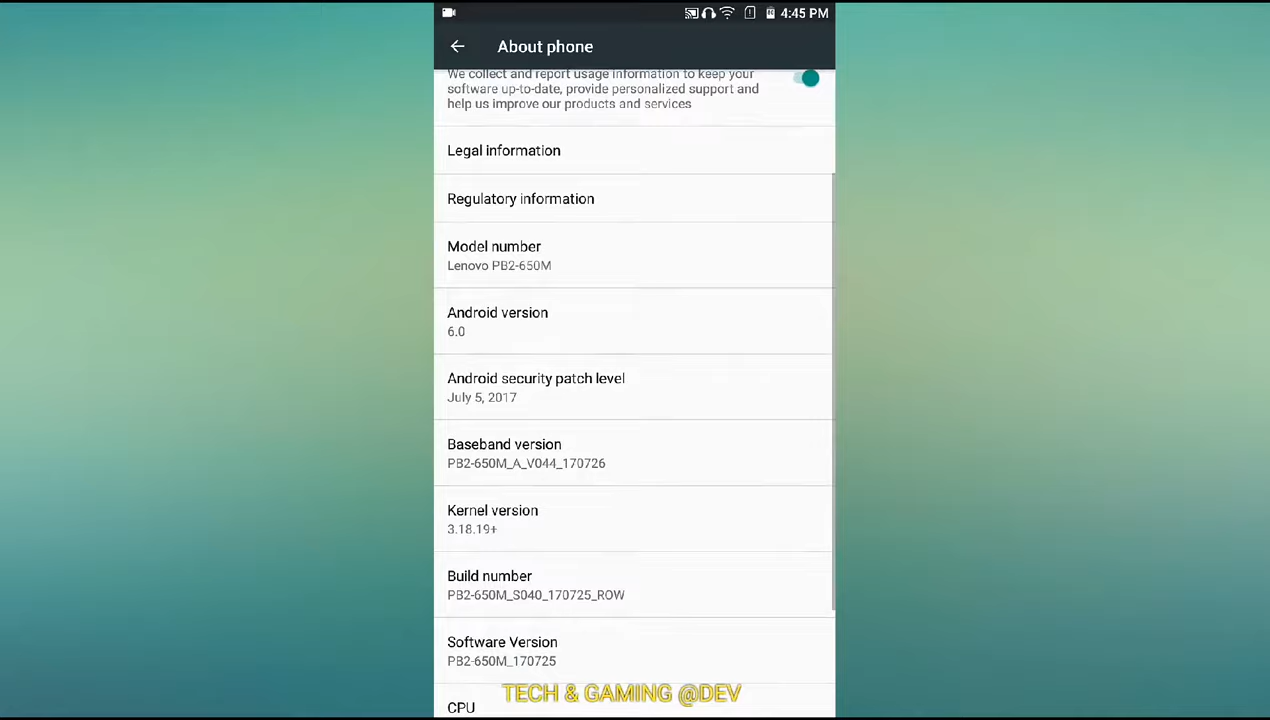 4:45 PM
About phone
We collect and report usage information to keep your
software up-to-date, provide personalized support and
help us improve our products and services
Legal information
Regulatory information
Model number
Lenovo PB2-650M
Android version
6.0
Android security patch level
July 5, 2017
Baseband version
PB2-650M_A_V044_170726
Kernel version
3.18.19+
Build number
PB2-650M_S040_170725_ROW
Software Version
PB2-650M_170725
TECH & GAMING @DEV
CPU